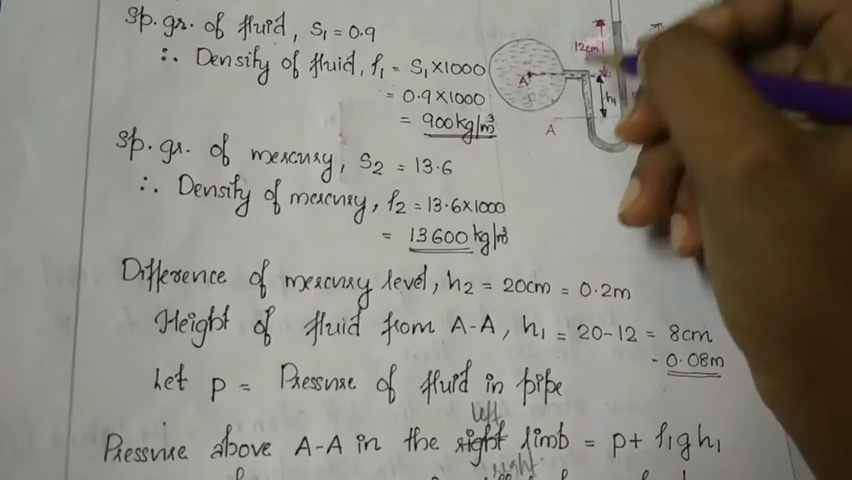 Sp. gr. of fluid, S₁ = 0.9
∴ Density of fluid, ρ₁ = S₁ × 1000
= 0.9 × 1000
= 900 kg/m³
Sp. gr. of mercury, S₂ = 13.6
∴ Density of mercury, ρ₂ = 13.6 × 1000
= 13600 kg/m³
12cm
A
h₁
A
Difference of mercury level, h₂ = 20cm = 0.2m
Height of fluid from A-A, h₁ = 20-12 = 8cm
= 0.08m
Let p = Pressure of fluid in pipe
left
Pressure above A-A in the right limb = p + ρ₁gh₁
right